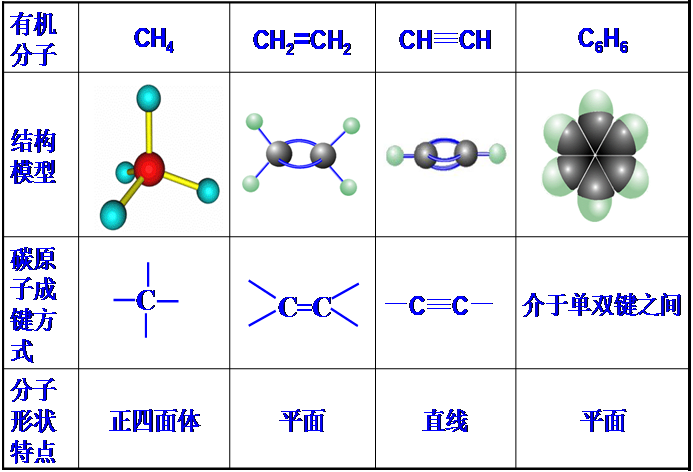 有机
分子
CH4
CH2=CH2
CH≡CH
C6H6
结构
模型
碳原
子成
键方
式
C
C=C
C≡C
介于单双键之间
分子
形状
特点
正四面体
平面
直线
平面